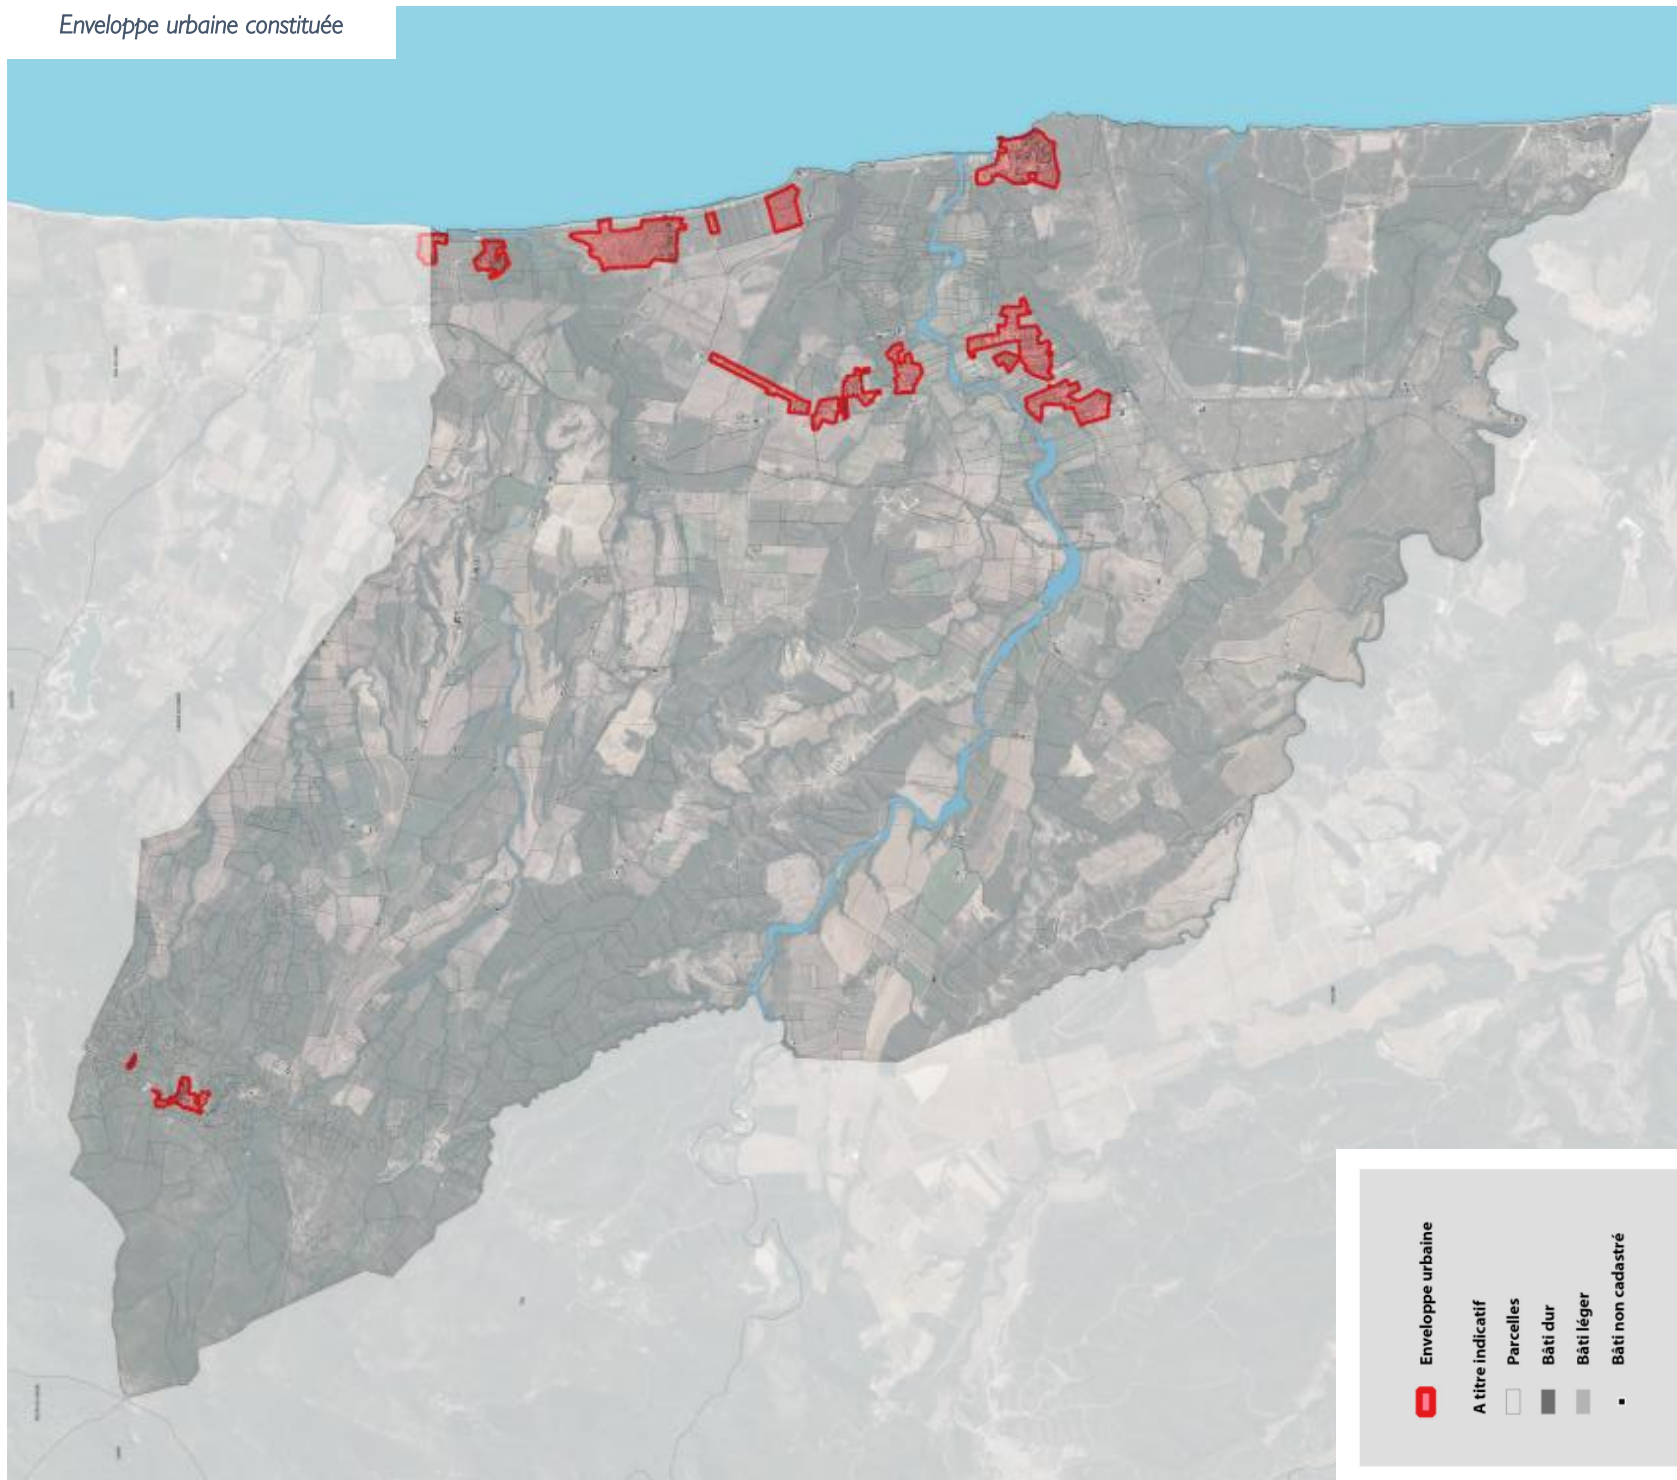 Enveloppe urbaine constituée
Enveloppe urbaine
A titre indicatif
Parcelles
Bâti dur
Bâti léger
Bâti non cadastré